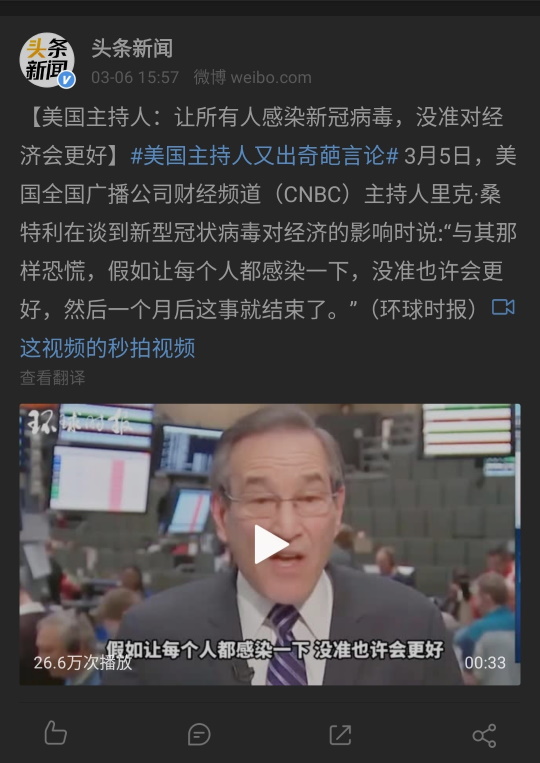 头条
新闻
头条新闻
03-06 15:57 微博 weibo.com
【美国主持人：让所有人感染新冠病毒，没准对经
济会更好】#美国主持人又出奇葩言论# 3月5日，美
国全国广播公司财经频道（CNBC）主持人里克·桑
特利在谈到新型冠状病毒对经济的影响时说:“与其那
样恐慌，假如让每个人都感染一下，没准也许会更
好，然后一个月后这事就结束了。”（环球时报）
这视频的秒拍视频
查看翻译
环球时报
假如让每个人都感染一下 没准也许会更好
26.6万次播放
00:33